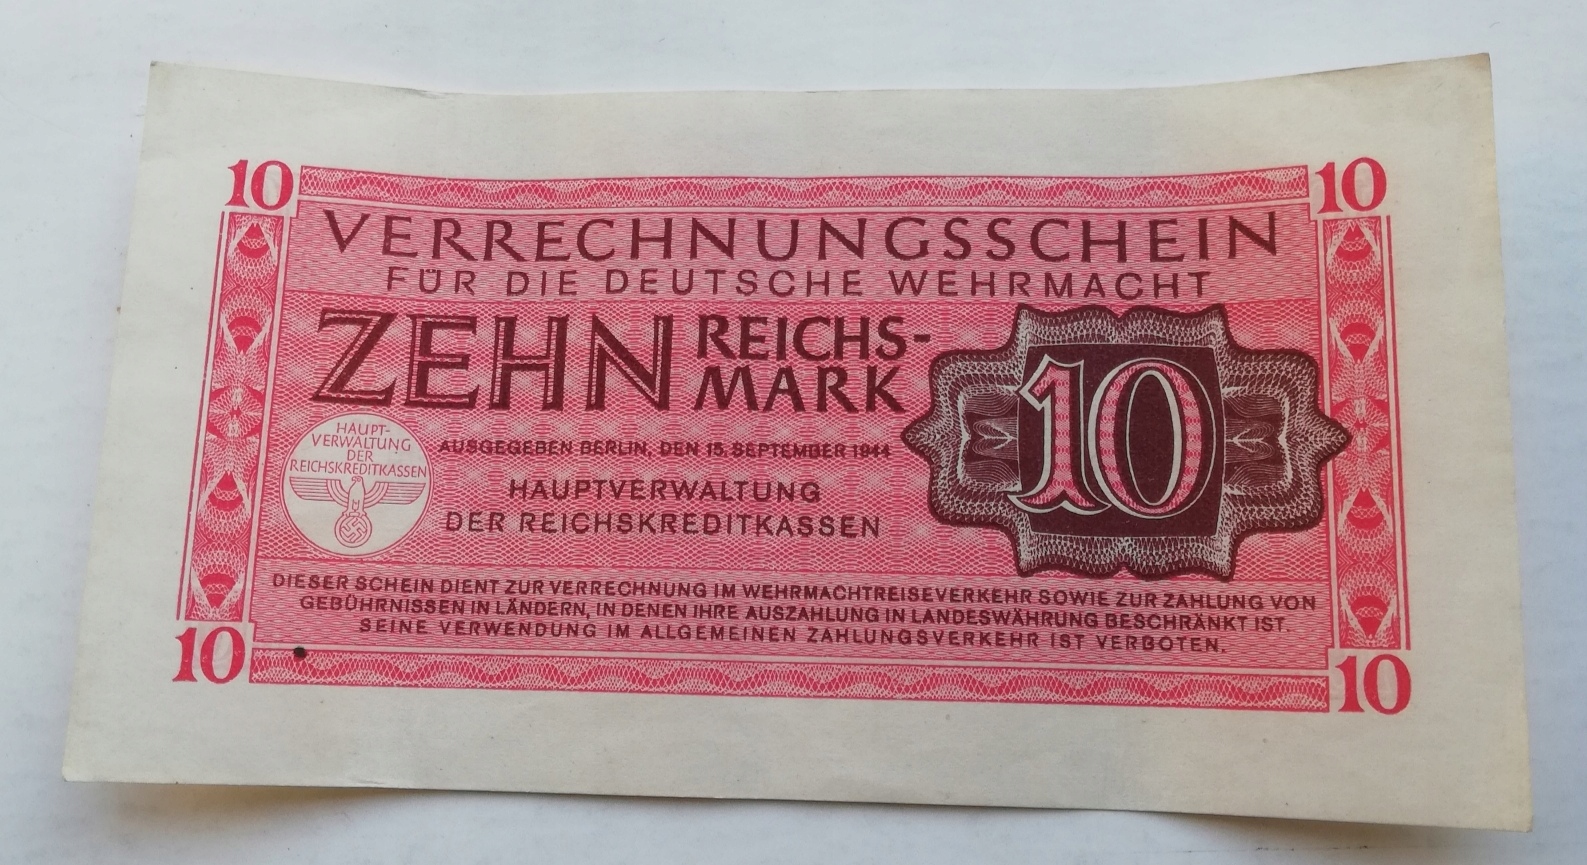 10 10
VERRECHNUNGSSCHEIN
FÜR DIE DEUTSCHE WEHRMACHT
ZEHN REICHS-
MARK
10
HAUPT-
VERWALTUNG
DER
REICHSKREDITKASSEN
AUSGEGEBEN BERLIN, DEN 15. SEPTEMBER 1944
HAUPTVERWALTUNG
DER REICHSKREDITKASSEN
DIESER SCHEIN DIENT ZUR VERRECHNUNG IM WEHRMACHTREISEVERKEHR SOWIE ZUR ZAHLUNG VON
GEBÜHRNISSEN IN LÄNDERN, IN DENEN IHRE AUSZAHLUNG IN LANDESWÄHRUNG BESCHRÄNKT IST.
SEINE VERWENDUNG IM ALLGEMEINEN ZAHLUNGSVERKEHR IST VERBOTEN.
10 10